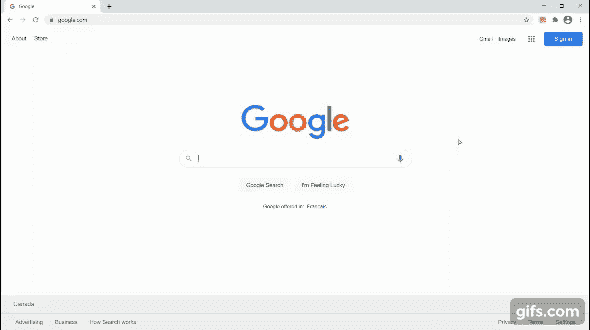 Google
google.com
About Store
Gmail Images
Sign in
Google
Google Search I'm Feeling Lucky
Google offered in: Français
Canada
Advertising Business How Search works
Privacy Terms Settings
gifs.com